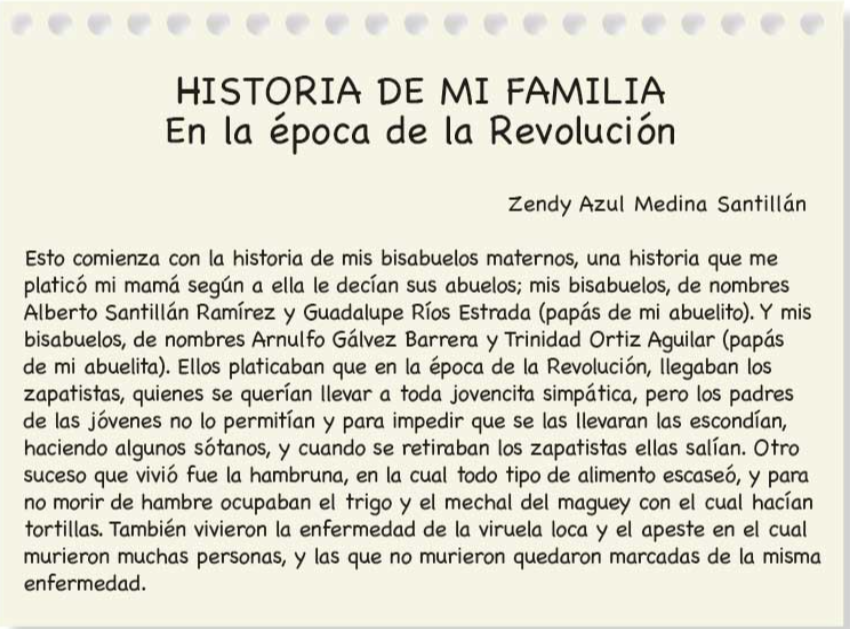 HISTORIA DE MI FAMILIA
En la época de la Revolución
Zendy Azul Medina Santillán
Esto comienza con la historia de mis bisabuelos maternos, una historia que me
platicó mi mamá según a ella le decían sus abuelos; mis bisabuelos, de nombres
Alberto Santillán Ramírez y Guadalupe Ríos Estrada (papás de mi abuelito). Y mis
bisabuelos, de nombres Arnulfo Gálvez Barrera y Trinidad Ortiz Aguilar (papás
de mi abuelita). Ellos platicaban que en la época de la Revolución, llegaban los
zapatistas, quienes se querían llevar a toda jovencita simpática, pero los padres
de las jóvenes no lo permitían y para impedir que se las llevaran las escondían,
haciendo algunos sótanos, y cuando se retiraban los zapatistas ellas salían. Otro
suceso que vivió fue la hambruna, en la cual todo tipo de alimento escaseó, y para
no morir de hambre ocupaban el trigo y el mechal del maguey con el cual hacían
tortillas. También vivieron la enfermedad de la viruela loca y el apeste en el cual
murieron muchas personas, y las que no murieron quedaron marcadas de la misma
enfermedad.